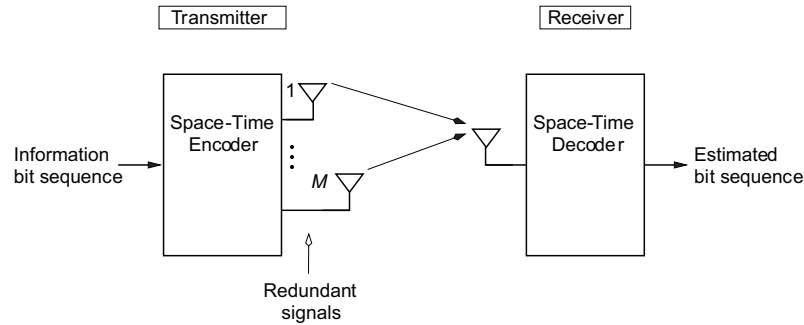 Transmitter
Receiver
1
Space-Time
Encoder
Space-Time
Decoder
Information
bit sequence
Estimated
bit sequence
M
Redundant
signals